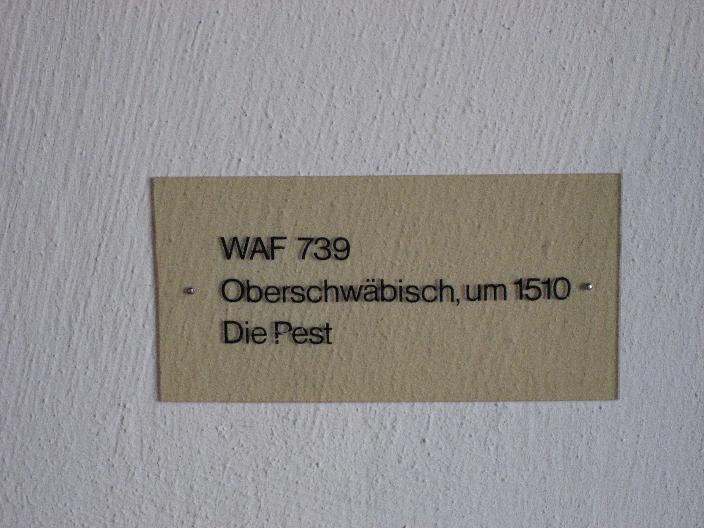 WAF 739
Oberschwäbisch, um 1510
Die Pest